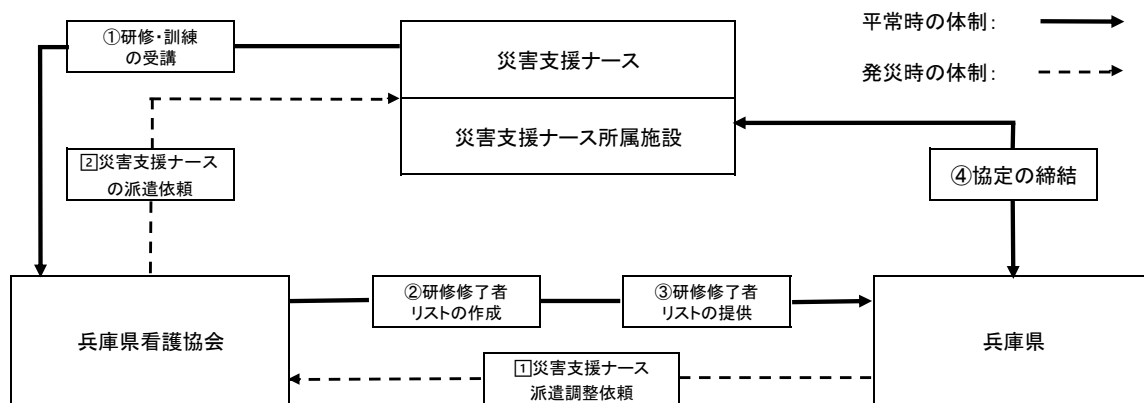 ①研修・訓練
の受講
災害支援ナース
災害支援ナース所属施設
平常時の体制：
発災時の体制：
2災害支援ナース
の派遣依頼
④協定の締結
兵庫県看護協会
②研修修了者
リストの作成
③研修修了者
リストの提供
兵庫県
1災害支援ナース
派遣調整依頼